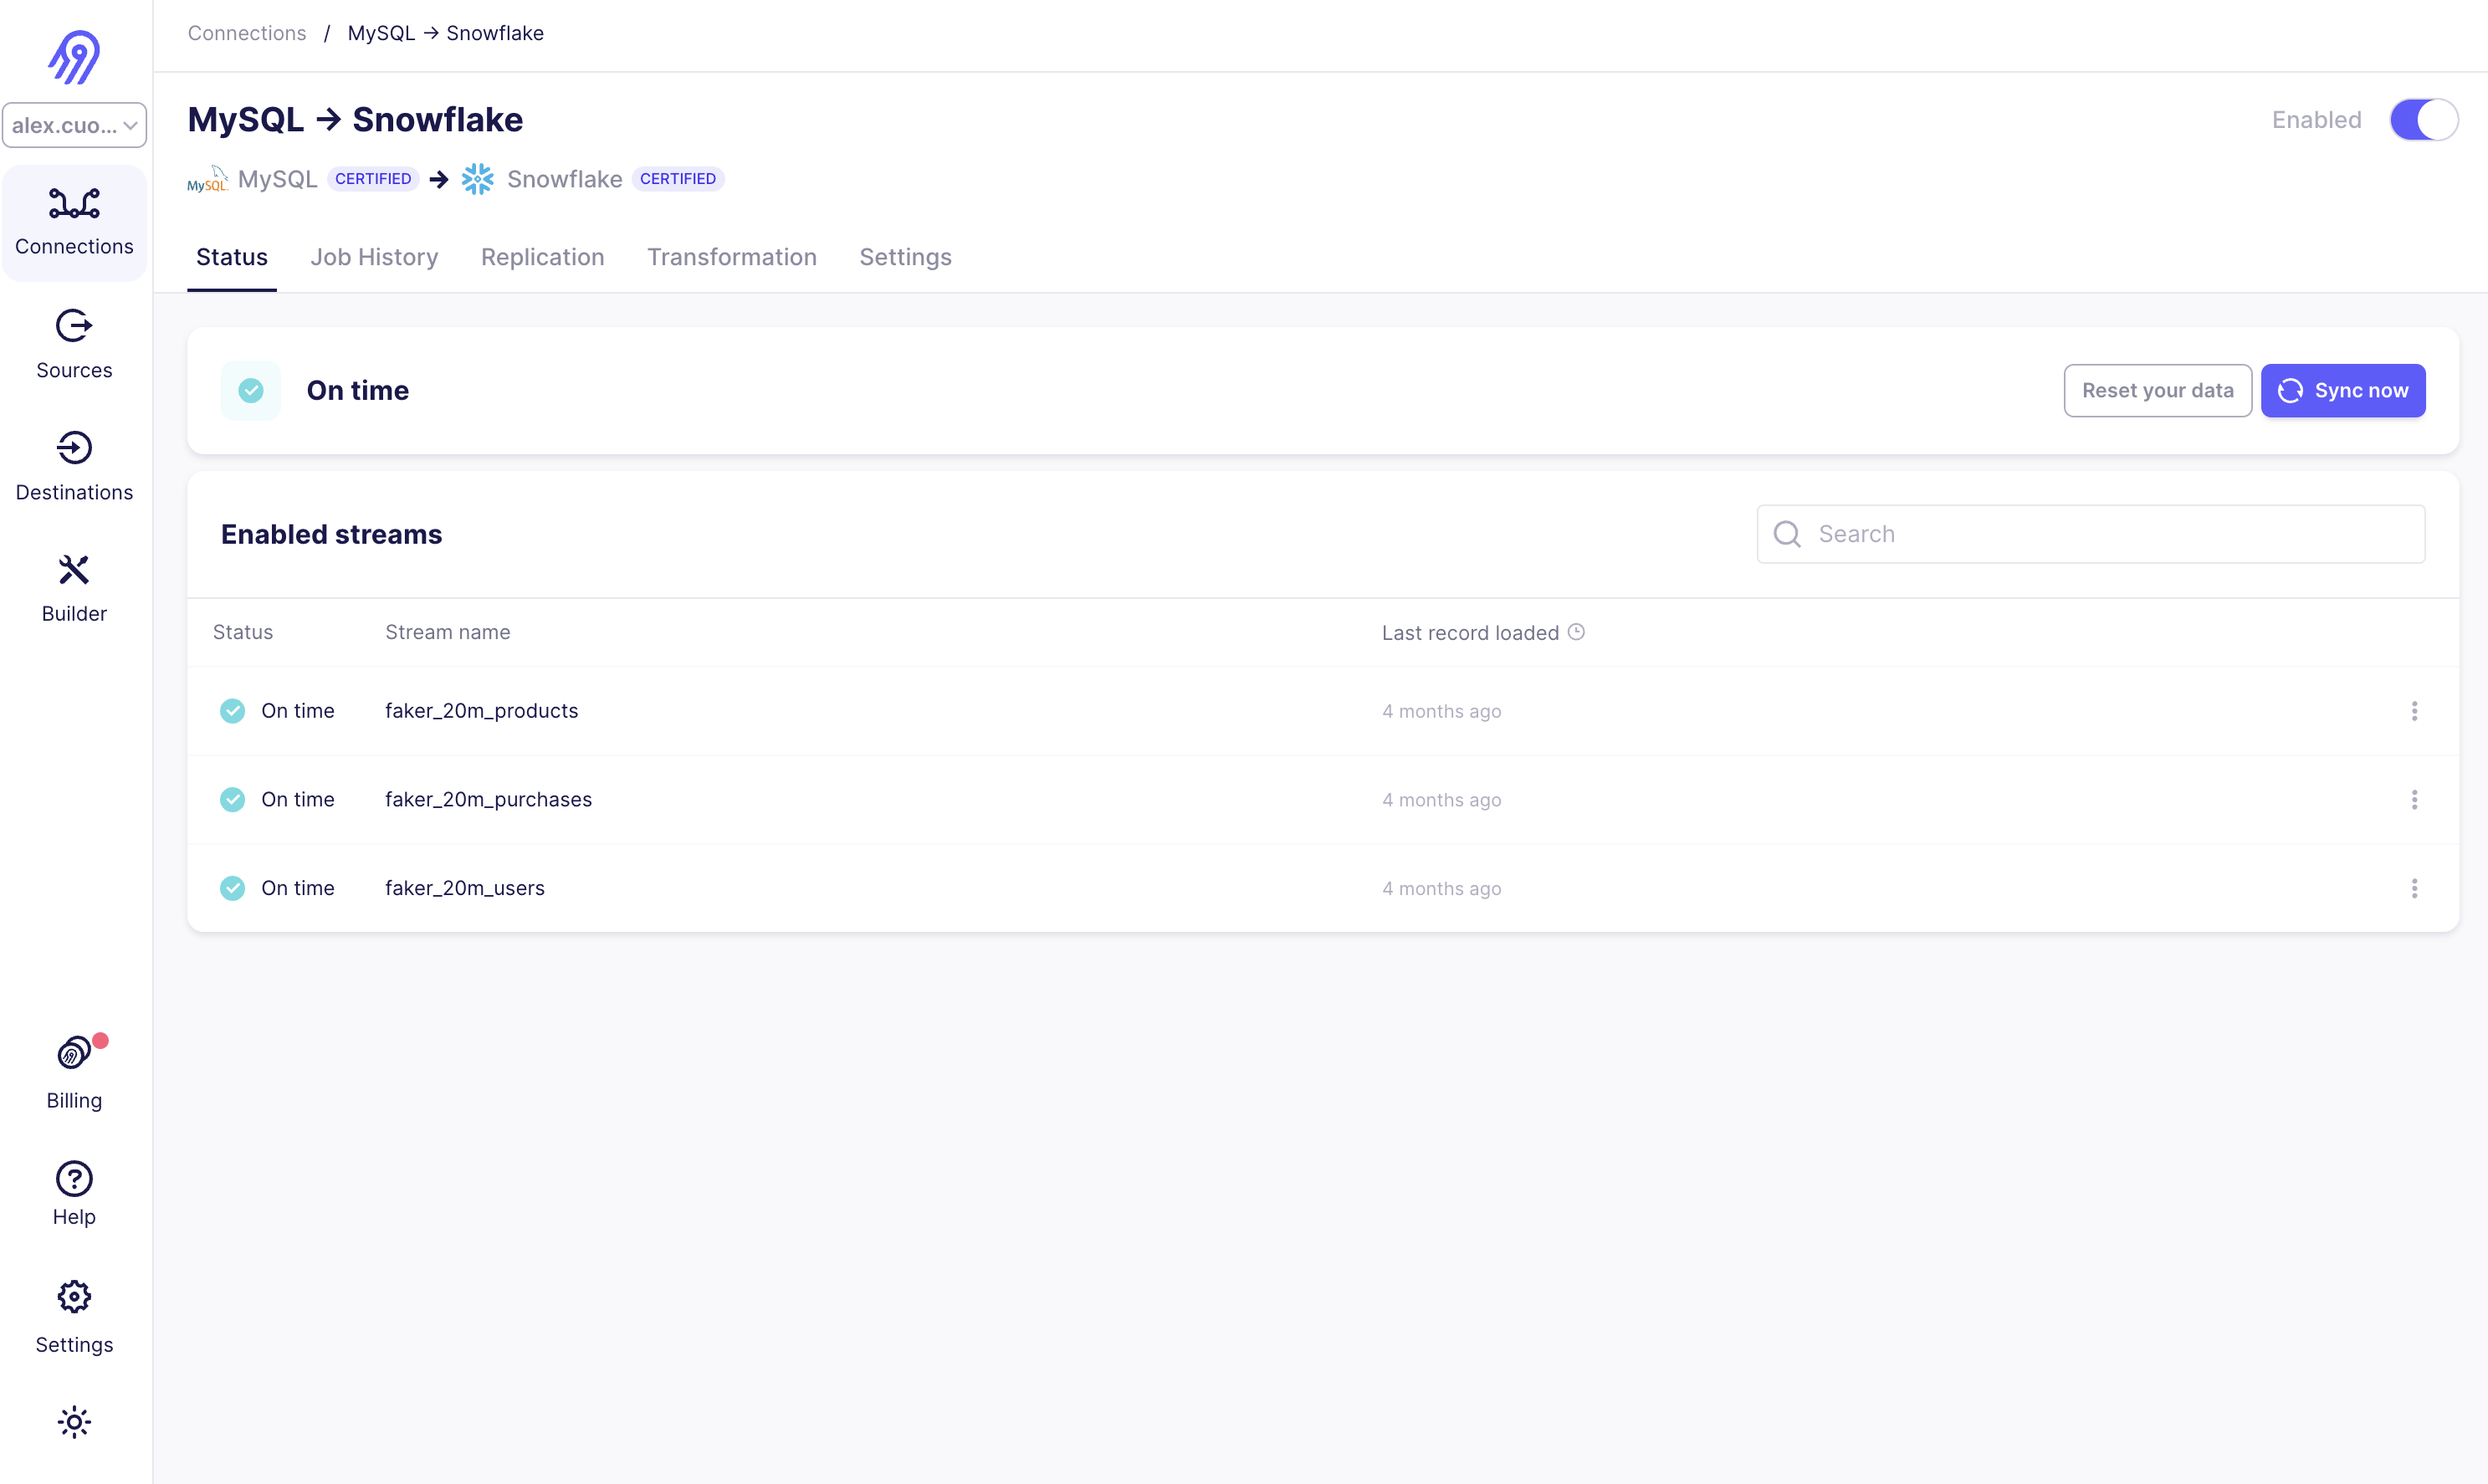 Connections / MySQL → Snowflake
alex.cuo...
Connections
Sources
Destinations
Builder
Billing
Help
Settings
MySQL → Snowflake
Enabled
MySQL MySQL CERTIFIED → Snowflake CERTIFIED
Status Job History Replication Transformation Settings
On time
Reset your data Sync now
Enabled streams
Search
Status Stream name Last record loaded
On time faker_20m_products 4 months ago
On time faker_20m_purchases 4 months ago
On time faker_20m_users 4 months ago